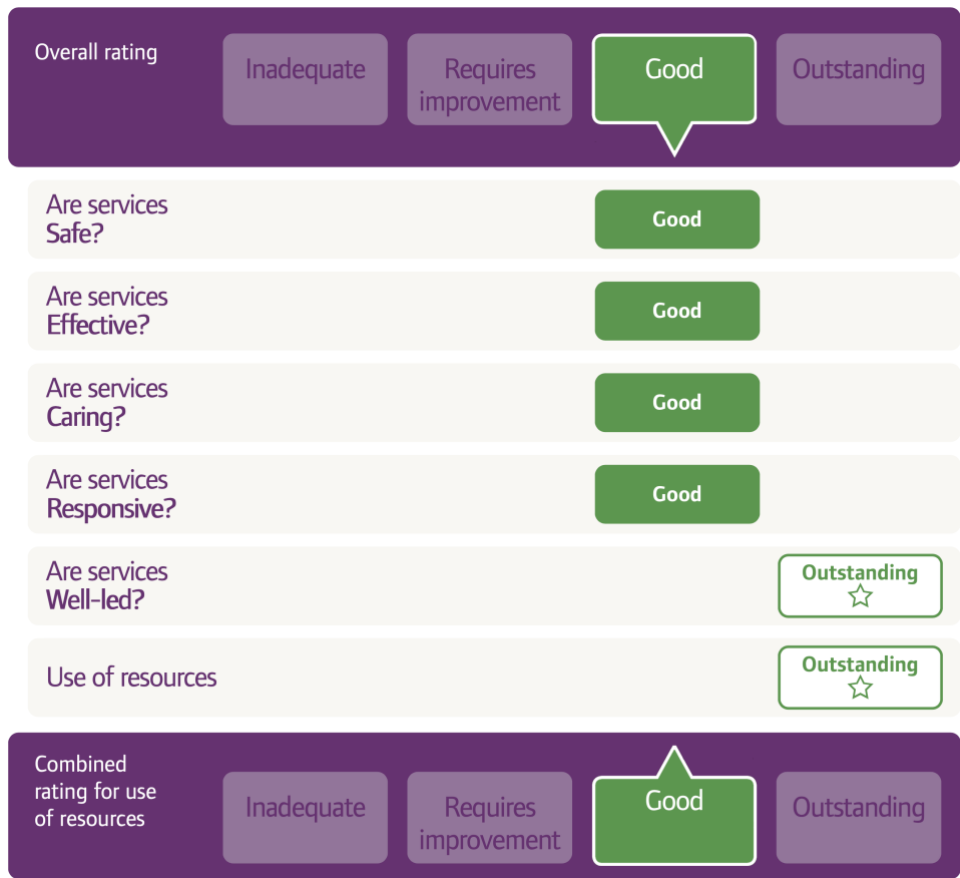 Overall rating
Inadequate
Requires
improvement
Good
Outstanding
Are services
Safe?
Good
Are services
Effective?
Good
Are services
Caring?
Good
Are services
Responsive?
Good
Are services
Well-led?
Outstanding
Use of resources
Outstanding
Combined
rating for use
of resources
Inadequate
Requires
improvement
Good
Outstanding